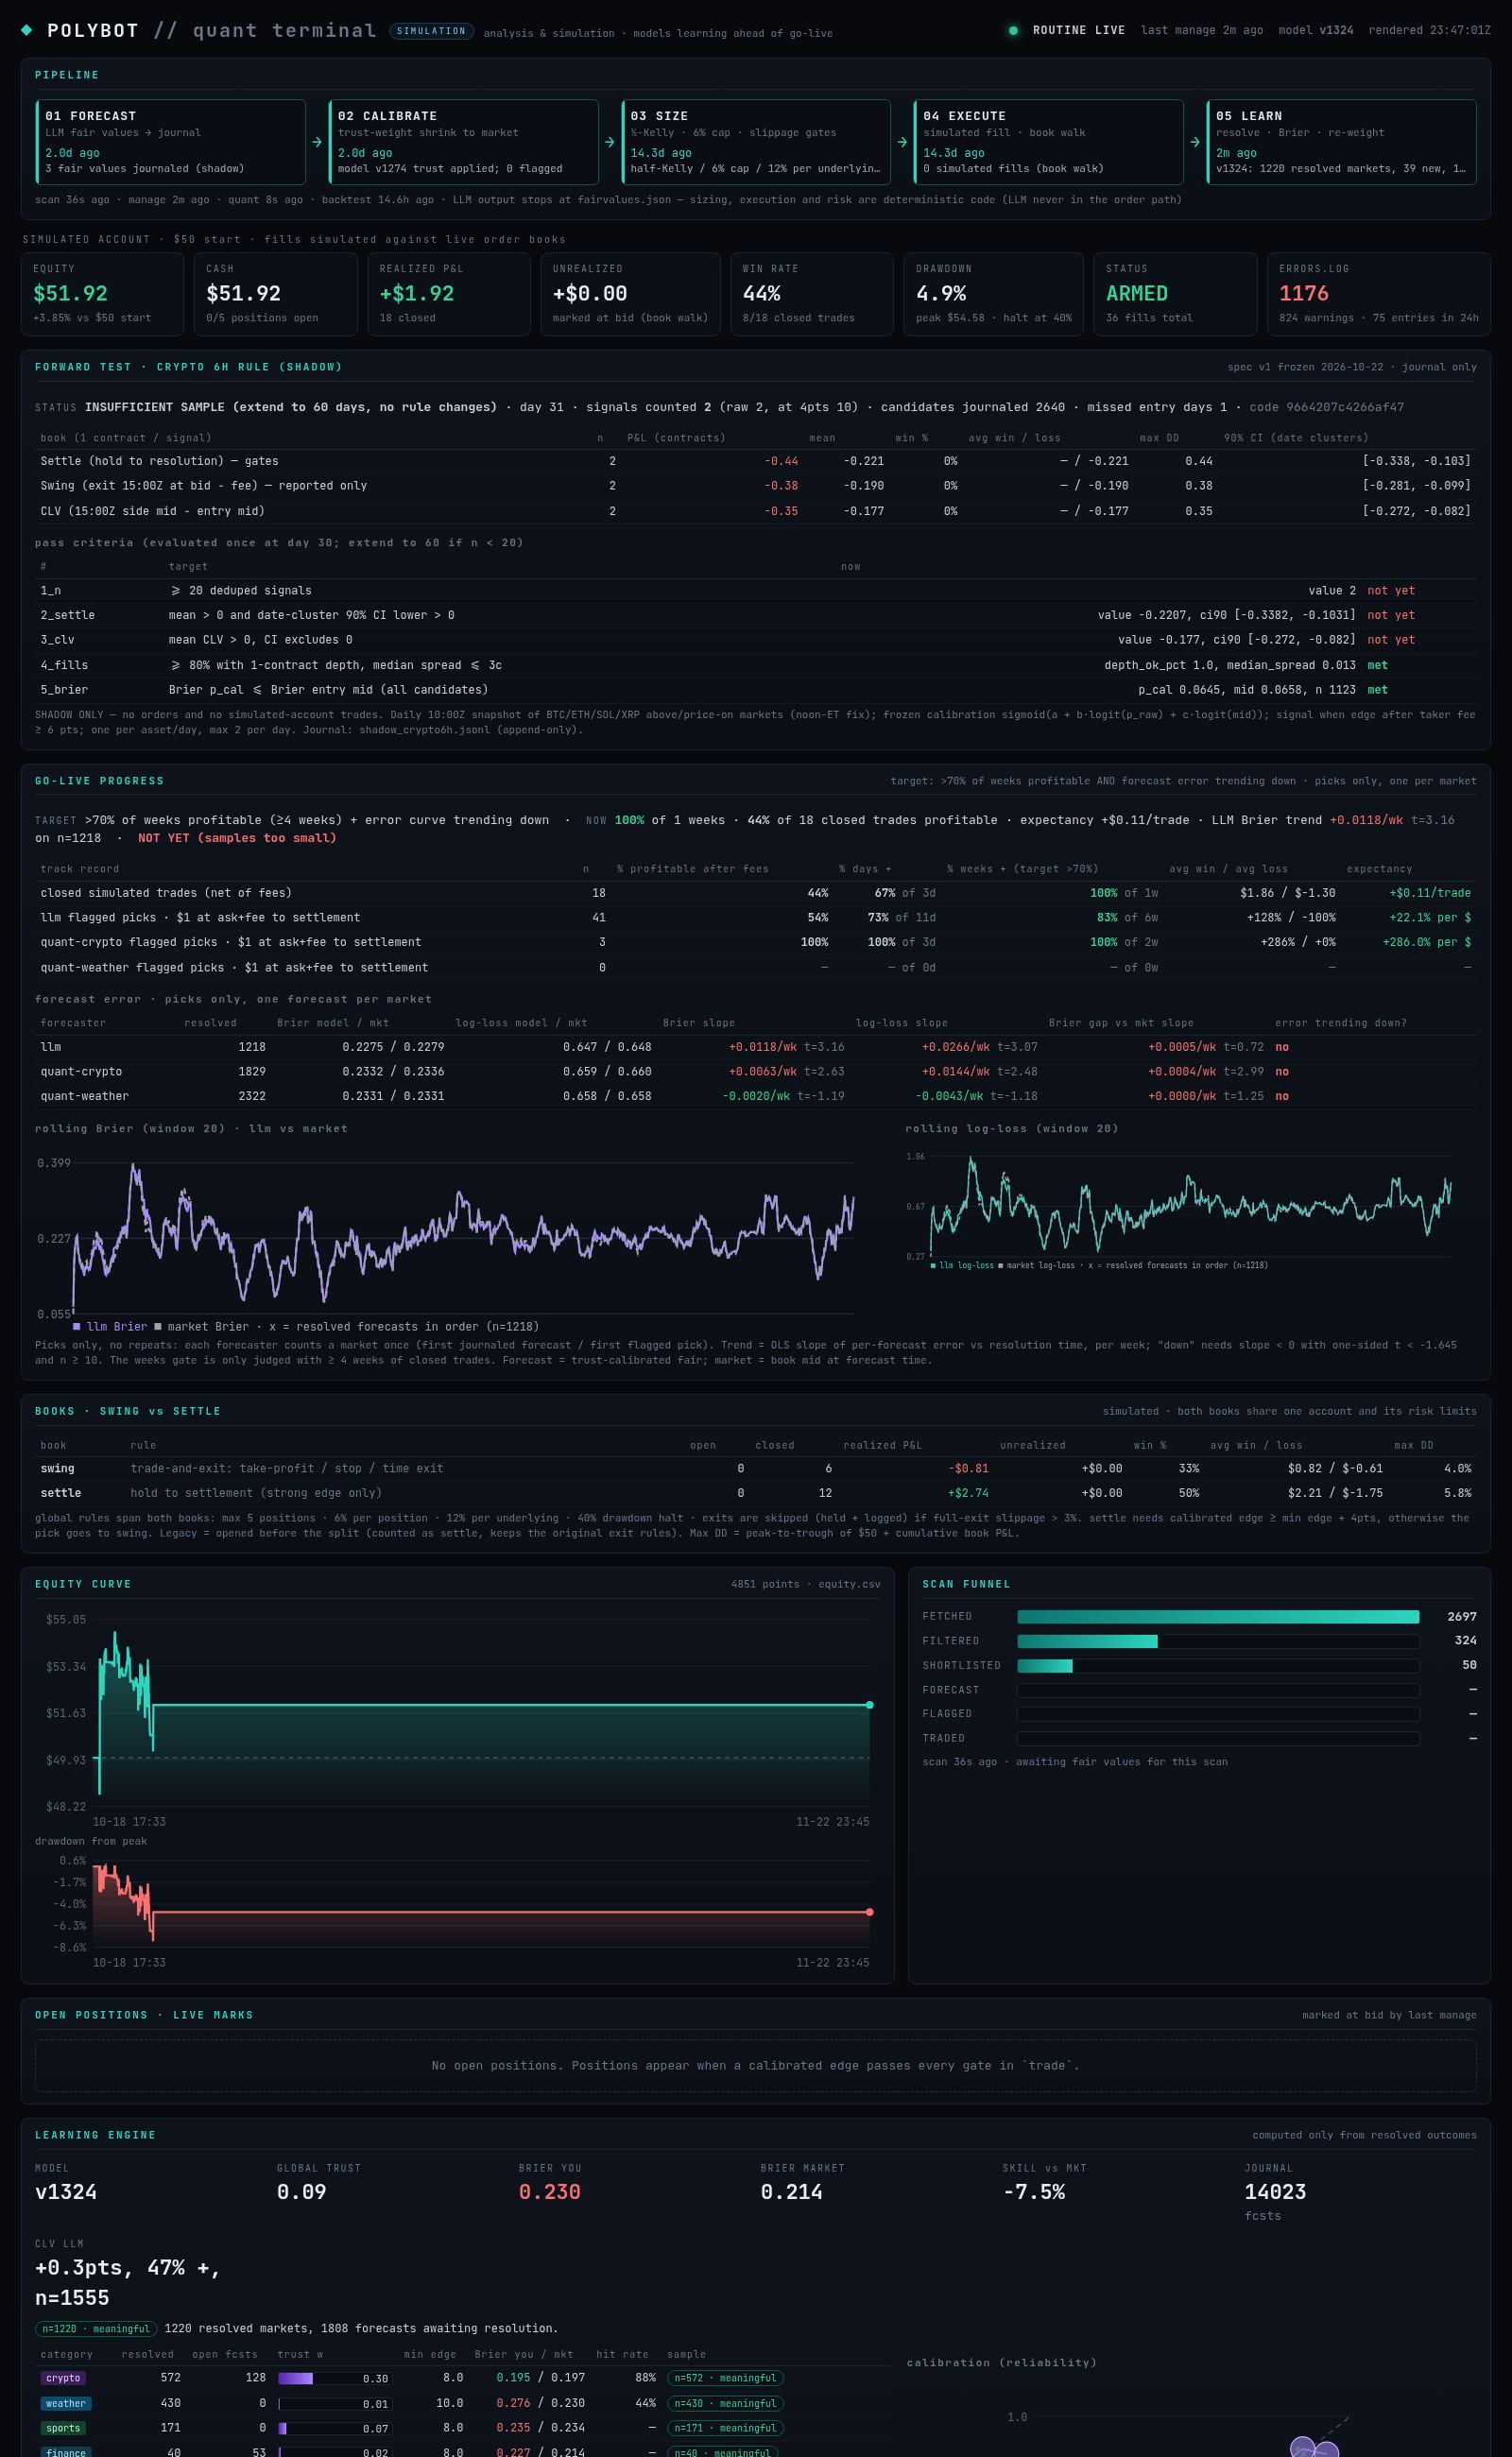 ◆ POLYBOT // quant terminal SIMULATION analysis & simulation · models learning ahead of go-live ROUTINE LIVE last manage 2m ago model v1324 rendered 23:47:01Z
PIPELINE
01 FORECAST
LLM fair values → journal
2.0d ago
3 fair values journaled (shadow)
→
02 CALIBRATE
trust-weight shrink to market
2.0d ago
model v1274 trust applied; 0 flagged
→
03 SIZE
½-Kelly · 6% cap · slippage gates
14.3d ago
half-Kelly / 6% cap / 12% per underlyin…
→
04 EXECUTE
simulated fill · book walk
14.3d ago
0 simulated fills (book walk)
→
05 LEARN
resolve · Brier · re-weight
2m ago
v1324: 1220 resolved markets, 39 new, 1…
scan 36s ago · manage 2m ago · quant 8s ago · backtest 14.6h ago · LLM output stops at fairvalues.json — sizing, execution and risk are deterministic code (LLM never in the order path)
SIMULATED ACCOUNT · $50 start · fills simulated against live order books
EQUITY
$51.92
+3.85% vs $50 start
CASH
$51.92
0/5 positions open
REALIZED P&L
+$1.92
18 closed
UNREALIZED
+$0.00
marked at bid (book walk)
WIN RATE
44%
8/18 closed trades
DRAWDOWN
4.9%
peak $54.58 · halt at 40%
STATUS
ARMED
36 fills total
ERRORS.LOG
1176
824 warnings · 75 entries in 24h
FORWARD TEST · CRYPTO 6H RULE (SHADOW) spec v1 frozen 2026-10-22 · journal only
STATUS INSUFFICIENT SAMPLE (extend to 60 days, no rule changes) · day 31 · signals counted 2 (raw 2, at 4pts 10) · candidates journaled 2640 · missed entry days 1 · code 9664207c4266af47
book (1 contract / signal) n P&L (contracts) mean win % avg win / loss max DD 90% CI (date clusters)
Settle (hold to resolution) — gates 2 -0.44 -0.221 0% — / -0.221 0.44 [-0.338, -0.103]
Swing (exit 15:00Z at bid - fee) — reported only 2 -0.38 -0.190 0% — / -0.190 0.38 [-0.281, -0.099]
CLV (15:00Z side mid - entry mid) 2 -0.35 -0.177 0% — / -0.177 0.35 [-0.272, -0.082]
pass criteria (evaluated once at day 30; extend to 60 if n < 20)
# target now
1_n ≥ 20 deduped signals value 2 not yet
2_settle mean > 0 and date-cluster 90% CI lower > 0 value -0.2207, ci90 [-0.3382, -0.1031] not yet
3_clv mean CLV > 0, CI excludes 0 value -0.177, ci90 [-0.272, -0.082] not yet
4_fills ≥ 80% with 1-contract depth, median spread ≤ 3c depth_ok_pct 1.0, median_spread 0.013 met
5_brier Brier p_cal ≤ Brier entry mid (all candidates) p_cal 0.0645, mid 0.0658, n 1123 met
SHADOW ONLY — no orders and no simulated-account trades. Daily 10:00Z snapshot of BTC/ETH/SOL/XRP above/price-on markets (noon-ET fix); frozen calibration sigmoid(a + b·logit(p_raw) + c·logit(mid)); signal when edge after taker fee
≥ 6 pts; one per asset/day, max 2 per day. Journal: shadow_crypto6h.jsonl (append-only).
GO-LIVE PROGRESS target: >70% of weeks profitable AND forecast error trending down · picks only, one per market
TARGET >70% of weeks profitable (≥4 weeks) + error curve trending down · NOW 100% of 1 weeks · 44% of 18 closed trades profitable · expectancy +$0.11/trade · LLM Brier trend +0.0118/wk t=3.16
on n=1218 · NOT YET (samples too small)
track record n % profitable after fees % days + % weeks + (target >70%) avg win / avg loss expectancy
closed simulated trades (net of fees) 18 44% 67% of 3d 100% of 1w $1.86 / $-1.30 +$0.11/trade
llm flagged picks · $1 at ask+fee to settlement 41 54% 73% of 11d 83% of 6w +128% / -100% +22.1% per $
quant-crypto flagged picks · $1 at ask+fee to settlement 3 100% 100% of 3d 100% of 2w +286% / +0% +286.0% per $
quant-weather flagged picks · $1 at ask+fee to settlement 0 — — of 0d — of 0w — —
forecast error · picks only, one forecast per market
forecaster resolved Brier model / mkt log-loss model / mkt Brier slope log-loss slope Brier gap vs mkt slope error trending down?
llm 1218 0.2275 / 0.2279 0.647 / 0.648 +0.0118/wk t=3.16 +0.0266/wk t=3.07 +0.0005/wk t=0.72 no
quant-crypto 1829 0.2332 / 0.2336 0.659 / 0.660 +0.0063/wk t=2.63 +0.0144/wk t=2.48 +0.0004/wk t=2.99 no
quant-weather 2322 0.2331 / 0.2331 0.658 / 0.658 -0.0020/wk t=-1.19 -0.0043/wk t=-1.18 +0.0000/wk t=1.25 no
rolling Brier (window 20) · llm vs market
0.399
0.227
0.055
■ llm Brier ■ market Brier · x = resolved forecasts in order (n=1218)
rolling log-loss (window 20)
1.06
0.67
0.27
■ llm log-loss ■ market log-loss · x = resolved forecasts in order (n=1218)
Picks only, no repeats: each forecaster counts a market once (first journaled forecast / first flagged pick). Trend = OLS slope of per-forecast error vs resolution time, per week; "down" needs slope < 0 with one-sided t < -1.645
and n ≥ 10. The weeks gate is only judged with ≥ 4 weeks of closed trades. Forecast = trust-calibrated fair; market = book mid at forecast time.
BOOKS · SWING vs SETTLE simulated · both books share one account and its risk limits
book rule open closed realized P&L unrealized win % avg win / loss max DD
swing trade-and-exit: take-profit / stop / time exit 0 6 -$0.81 +$0.00 33% $0.82 / $-0.61 4.0%
settle hold to settlement (strong edge only) 0 12 +$2.74 +$0.00 50% $2.21 / $-1.75 5.8%
global rules span both books: max 5 positions · 6% per position · 12% per underlying · 40% drawdown halt · exits are skipped (held + logged) if full-exit slippage > 3%. settle needs calibrated edge ≥ min edge + 4pts, otherwise the
pick goes to swing. Legacy = opened before the split (counted as settle, keeps the original exit rules). Max DD = peak-to-trough of $50 + cumulative book P&L.
EQUITY CURVE 4851 points · equity.csv
$55.05
$53.34
$51.63
$49.93
$48.22
10-18 17:33 11-22 23:45
drawdown from peak
0.6%
-1.7%
-4.0%
-6.3%
-8.6%
10-18 17:33 11-22 23:45
SCAN FUNNEL
FETCHED 2697
FILTERED 324
SHORTLISTED 50
FORECAST —
FLAGGED —
TRADED —
scan 36s ago · awaiting fair values for this scan
OPEN POSITIONS · LIVE MARKS marked at bid by last manage
No open positions. Positions appear when a calibrated edge passes every gate in `trade`.
LEARNING ENGINE computed only from resolved outcomes
MODEL GLOBAL TRUST BRIER YOU BRIER MARKET SKILL vs MKT JOURNAL
v1324 0.09 0.230 0.214 -7.5% 14023
fcsts
CLV LLM
+0.3pts, 47% +,
n=1555
n=1220 · meaningful 1220 resolved markets, 1808 forecasts awaiting resolution.
category resolved open fcsts trust w min edge Brier you / mkt hit rate sample
crypto 572 128 0.30 8.0 0.195 / 0.197 88% n=572 · meaningful
weather 430 0 0.01 10.0 0.276 / 0.230 44% n=430 · meaningful
sports 171 0 0.07 8.0 0.235 / 0.234 — n=171 · meaningful
finance 40 53 0.02 8.0 0.227 / 0.214 — n=40 · meaningful
calibration (reliability)
1.0